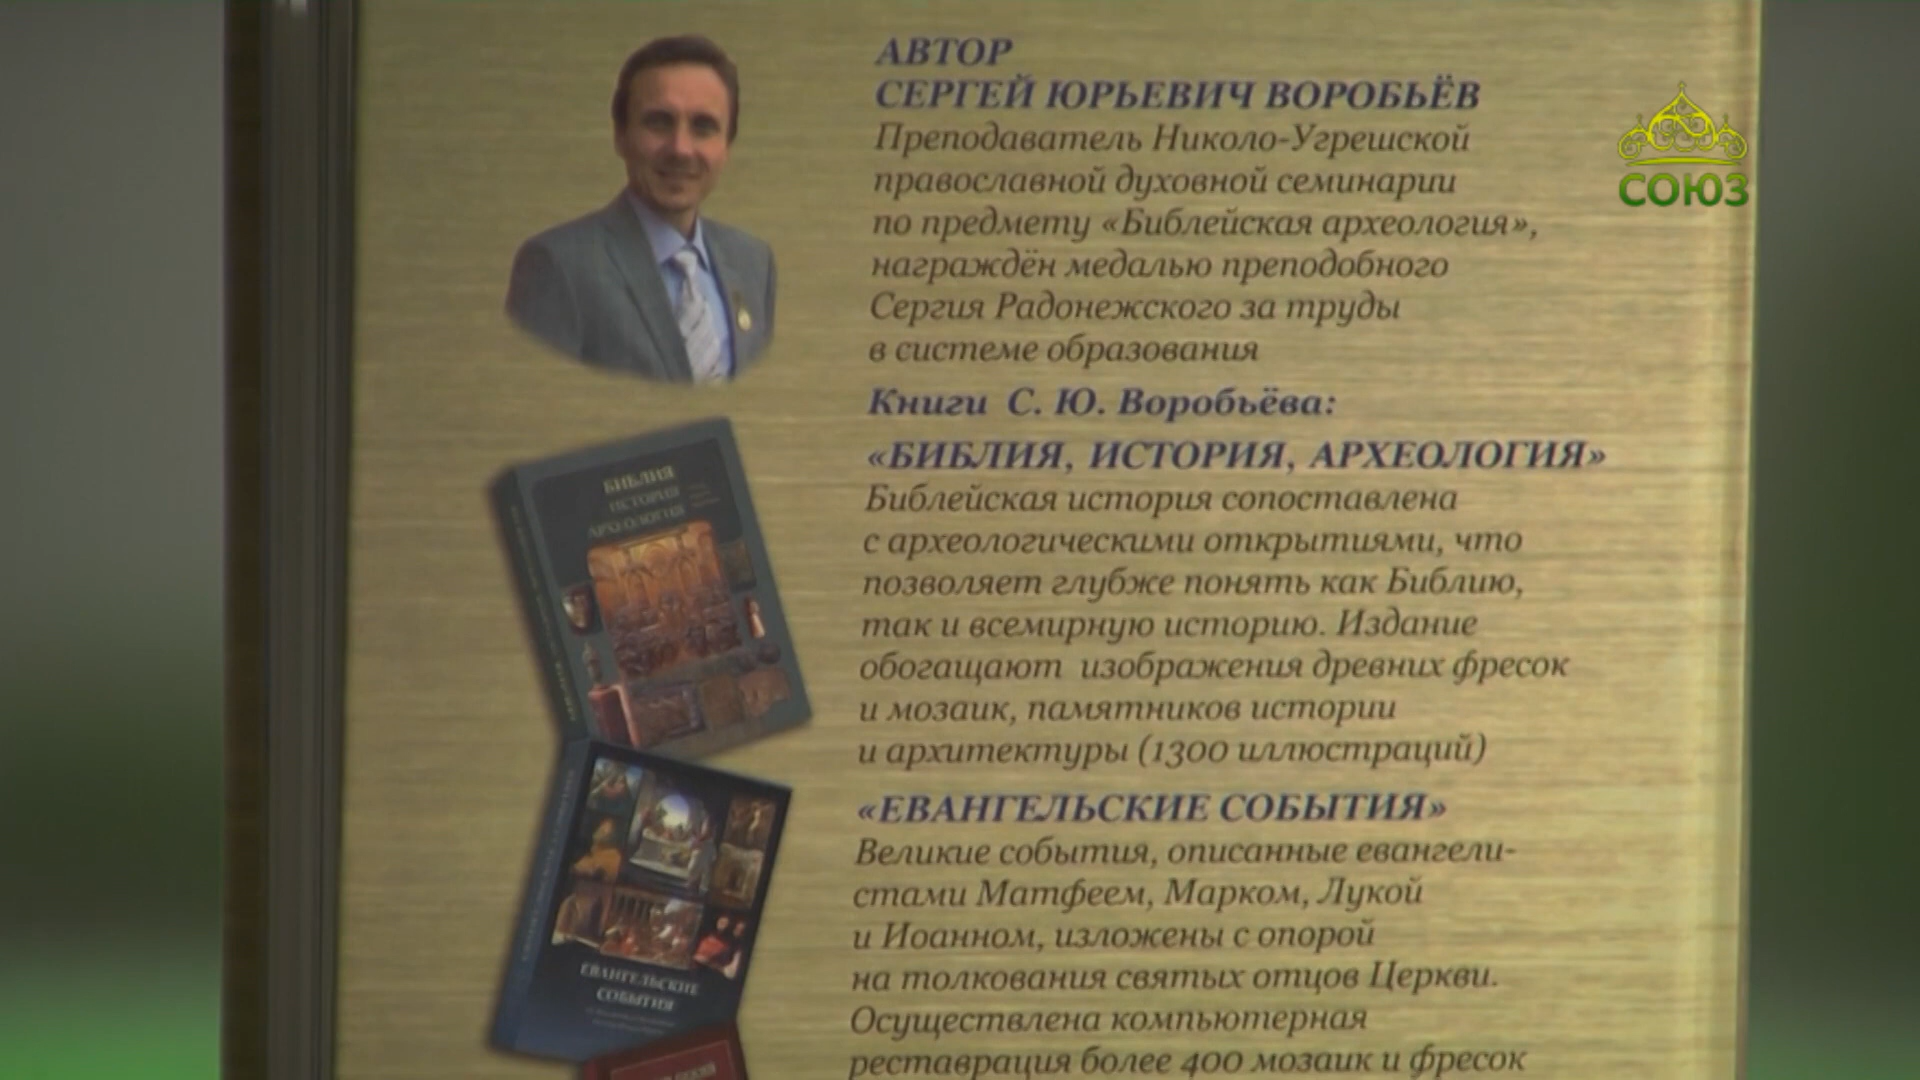 АВТОР
СЕРГЕЙ ЮРЬЕВИЧ ВОРОБЬЁВ
Преподаватель Николо-Угрешской
православной духовной семинарии
по предмету «Библейская археология»,
награждён медалью преподобного
Сергия Радонежского за труды
в системе образования
Книги С. Ю. Воробьёва:
«БИБЛИЯ, ИСТОРИЯ, АРХЕОЛОГИЯ»
Библейская история сопоставлена
с археологическими открытиями, что
позволяет глубже понять как Библию,
так и всемирную историю. Издание
обогащают изображения древних фресок
и мозаик, памятников истории
и архитектуры (1300 иллюстраций)
«ЕВАНГЕЛЬСКИЕ СОБЫТИЯ»
Великие события, описанные евангели-
стами Матфеем, Марком, Лукой
и Иоанном, изложены с опорой
на толкования святых отцов Церкви.
Осуществлена компьютерная
реставрация более 400 мозаик и фресок
СОЮЗ
БИБЛИЯ
ИСТОРИЯ
АРХЕОЛОГИЯ
ЕВАНГЕЛЬСКИЕ
СОБЫТИЯ